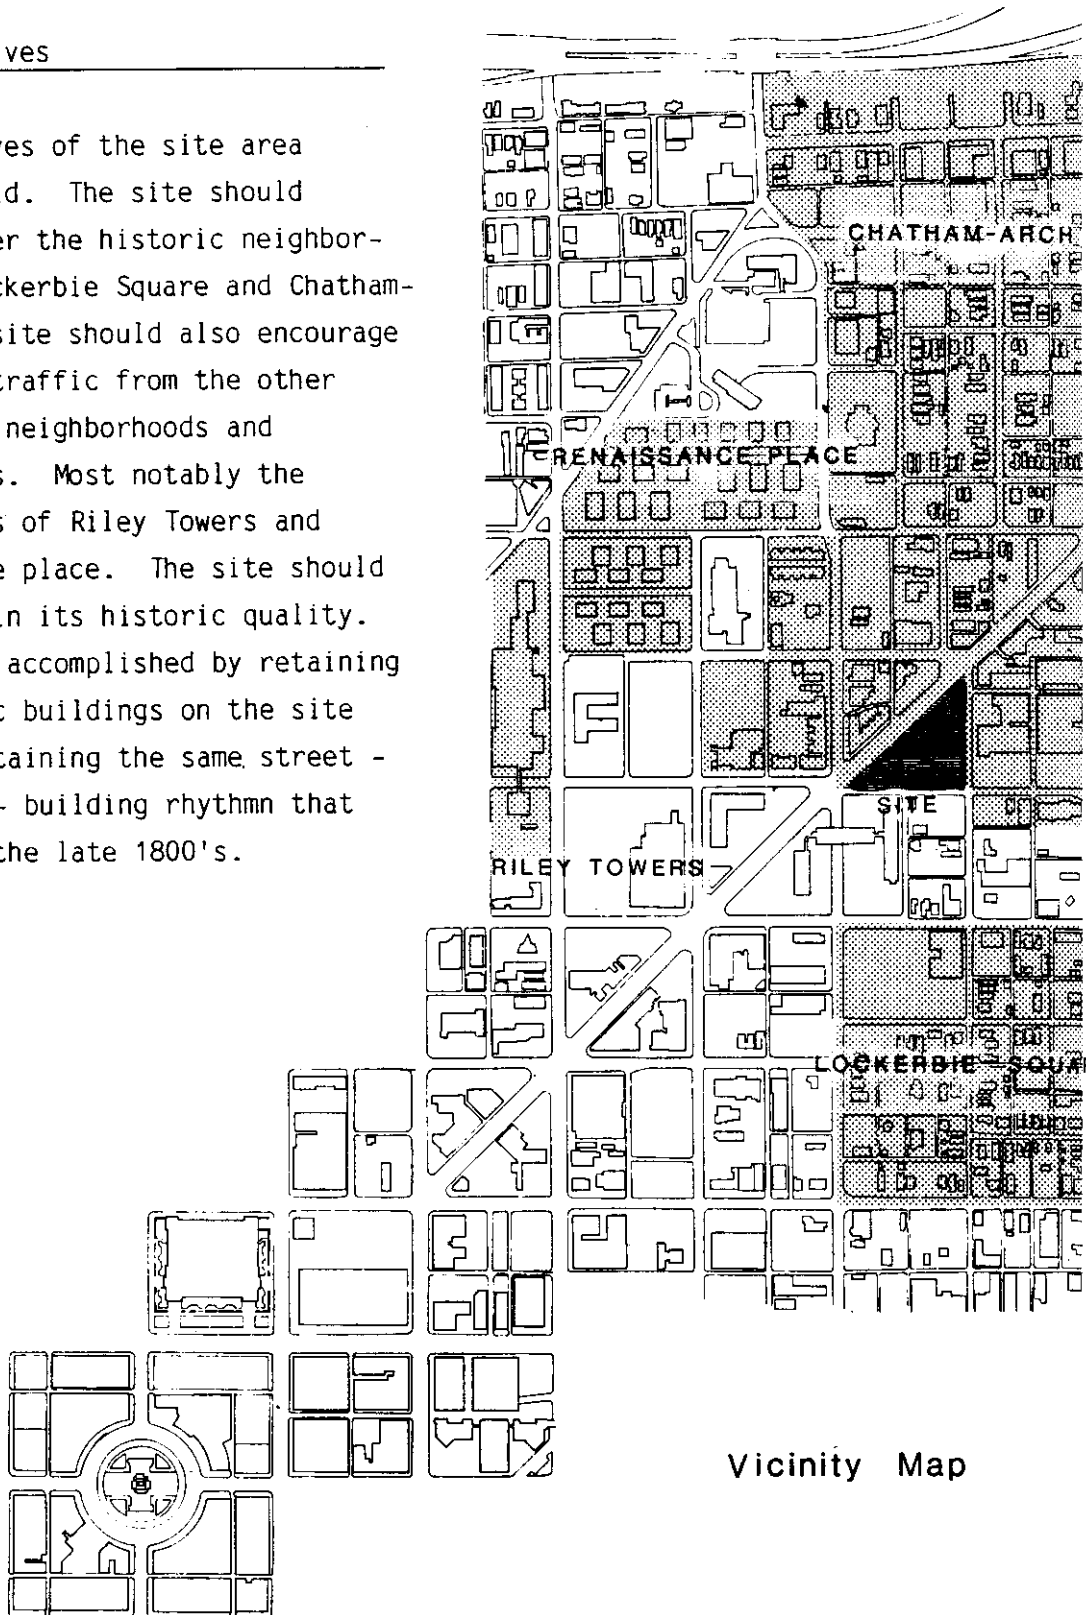 ves
ves of the site area
ld. The site should
er the historic neighbor-
ckerbie Square and Chatham-
site should also encourage
traffic from the other
neighborhoods and
s. Most notably the
s of Riley Towers and
e place. The site should
in its historic quality.
accomplished by retaining
c buildings on the site
taining the same street -
- building rhythmn that
the late 1800's.
CHATHAM-ARCH
RENAISSANCE PLACE
SITE
RILEY TOWERS
LOCKERBIE SQUA
Vicinity Map